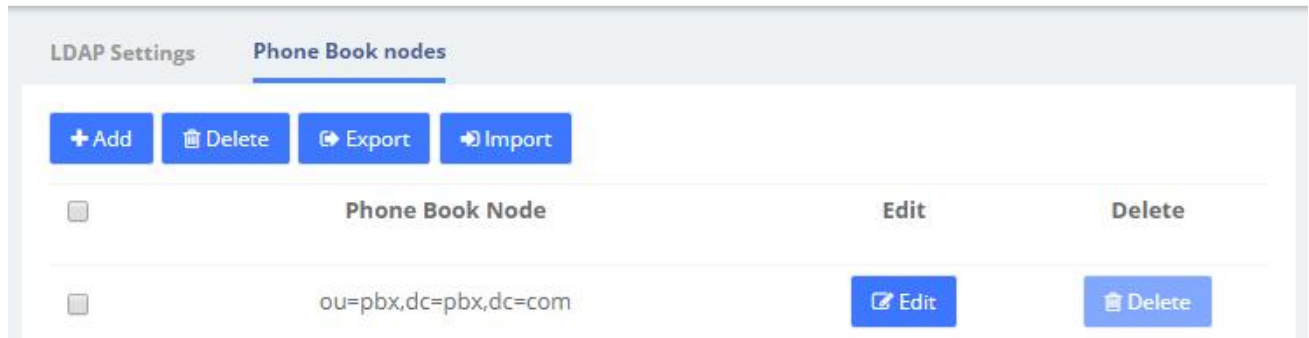 LDAP Settings Phone Book nodes
Add Delete Export Import
Phone Book Node Edit Delete
ou=pbx,dc=pbx,dc=com Edit Delete